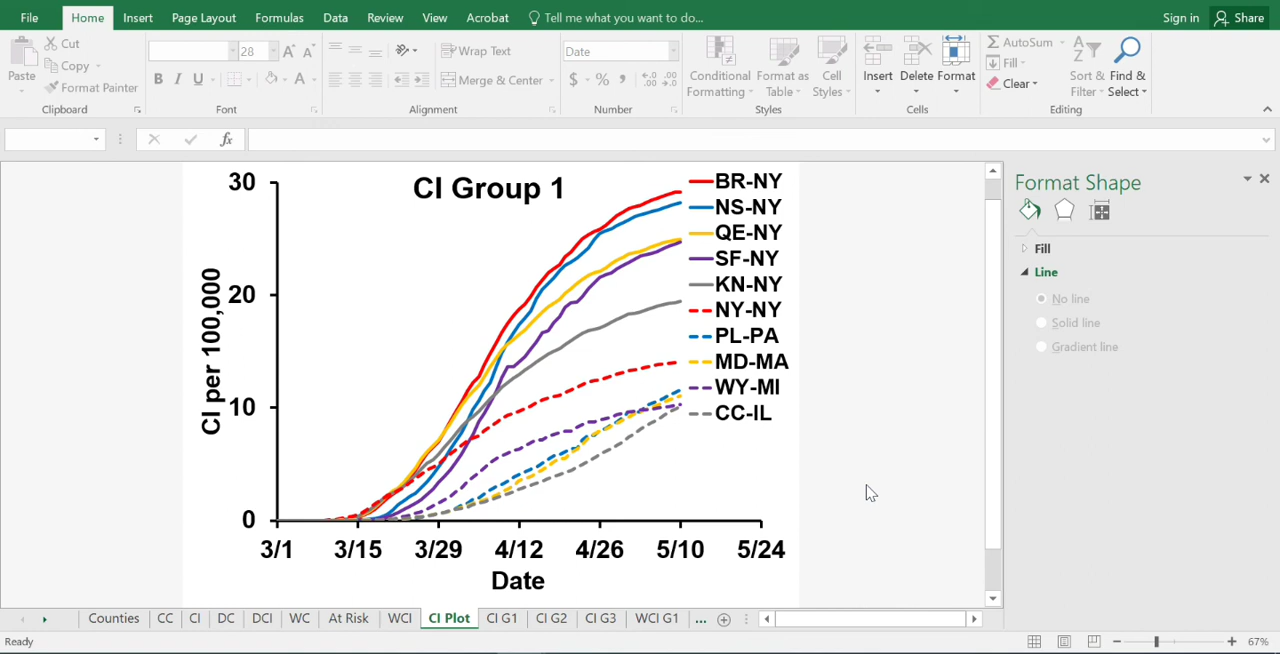 File Home Insert Page Layout Formulas Data Review View Acrobat Tell me what you want to do... Sign in Share
Paste
Cut
Copy
Format Painter
Clipboard
28
B I U
Font
Wrap Text
Merge & Center
Alignment
Date
$ % ,
Number
Conditional Formatting
Format as Table
Cell Styles
Styles
Insert Delete Format
Cells
AutoSum
Fill
Clear
Sort & Filter
Find & Select
Editing
fx
CI Group 1
CI per 100,000
30
20
10
0
3/1 3/15 3/29 4/12 4/26 5/10 5/24
Date
BR-NY
NS-NY
QE-NY
SF-NY
KN-NY
NY-NY
PL-PA
MD-MA
WY-MI
CC-IL
Format Shape
Fill
Line
No line
Solid line
Gradient line
Counties CC CI DC DCI WC At Risk WCI CI Plot CI G1 CI G2 CI G3 WCI G1 ...
Ready 67%